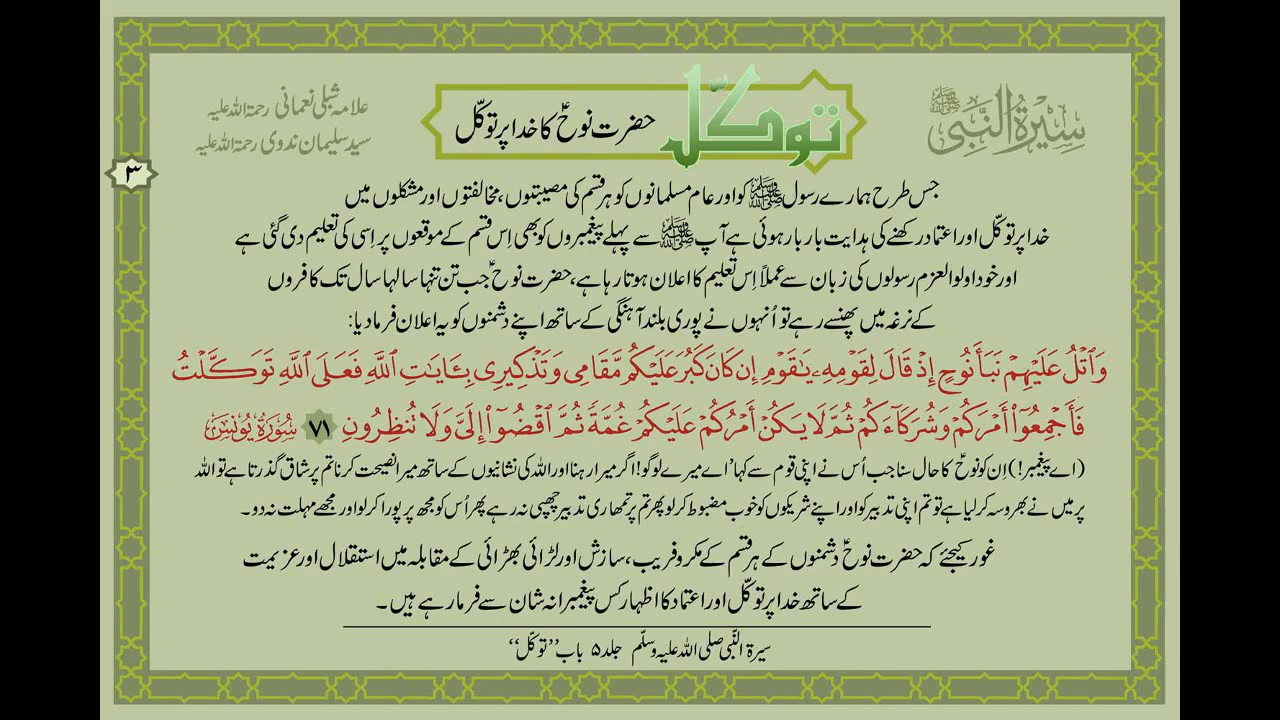 سِیْرَۃُ النَّبِی ﷺ
توکّل
حضرت نوحؑ کا خدا پر توکّل
علامہ شبلی نعمانی رحمۃ اللہ علیہ
سید سلیمان ندوی رحمۃ اللہ علیہ
۳
جس طرح ہمارے رسول ﷺ کو اور عام مسلمانوں کو ہر قسم کی مصیبتوں، مخالفتوں اور مشکلوں میں
خدا پر توکّل اور اعتماد رکھنے کی ہدایت بار بار ہوئی ہے آپ ﷺ سے پہلے پیغمبروں کو بھی اِس قسم کے موقعوں پر اِسی کی تعلیم دی گئی ہے
اور خود اولوالعزم رسولوں کی زبان سے عملاً اِس تعلیم کا اعلان ہوتا رہا ہے، حضرت نوحؑ جب تن تنہا سالہا سال تک کافروں
کے نرغہ میں پھنسے رہے تو اُنہوں نے پوری بلند آہنگی کے ساتھ اپنے دشمنوں کو یہ اعلان فرما دیا:
وَٱتْلُ عَلَيْهِمْ نَبَأَ نُوحٍ إِذْ قَالَ لِقَوْمِهِۦ يَٰقَوْمِ إِن كَانَ كَبُرَ عَلَيْكُم مَّقَامِى وَتَذْكِيرِى بِـَٔايَٰتِ ٱللَّهِ فَعَلَى ٱللَّهِ تَوَكَّلْتُ
فَأَجْمِعُوٓا۟ أَمْرَكُمْ وَشُرَكَآءَكُمْ ثُمَّ لَا يَكُنْ أَمْرُكُمْ عَلَيْكُمْ غُمَّةً ثُمَّ ٱقْضُوٓا۟ إِلَىَّ وَلَا تُنظِرُونِ ۷۱ سُورَةُ يُونُسَ
(اے پیغمبر!) اِن کو نوحؑ کا حال سنا جب اُس نے اپنی قوم سے کہا ’اے میرے لوگو! اگر میرا رہنا اور اللہ کی نشانیوں کے ساتھ میرا نصیحت کرنا تم پر شاق گذرتا ہے تو اللہ
پر میں نے بھروسہ کر لیا ہے تو تم اپنی تدبیر کو اور اپنے شریکوں کو خوب مضبوط کر لو پھر تم پر تمھاری تدبیر چھپی نہ رہے پھر اُس کو مجھ پر پورا کر لو اور مجھے مہلت نہ دو۔
غور کیجئے کہ حضرت نوحؑ دشمنوں کے ہر قسم کے مکر و فریب، سازش اور لڑائی بھڑائی کے مقابلہ میں استقلال اور عزیمت
کے ساتھ خدا پر توکّل اور اعتماد کا اظہار کس پیغمبرانہ شان سے فرما رہے ہیں۔
سیرۃ النّبی صلی اللہ علیہ وسلّم جلد ۵ باب ’’توکّل‘‘